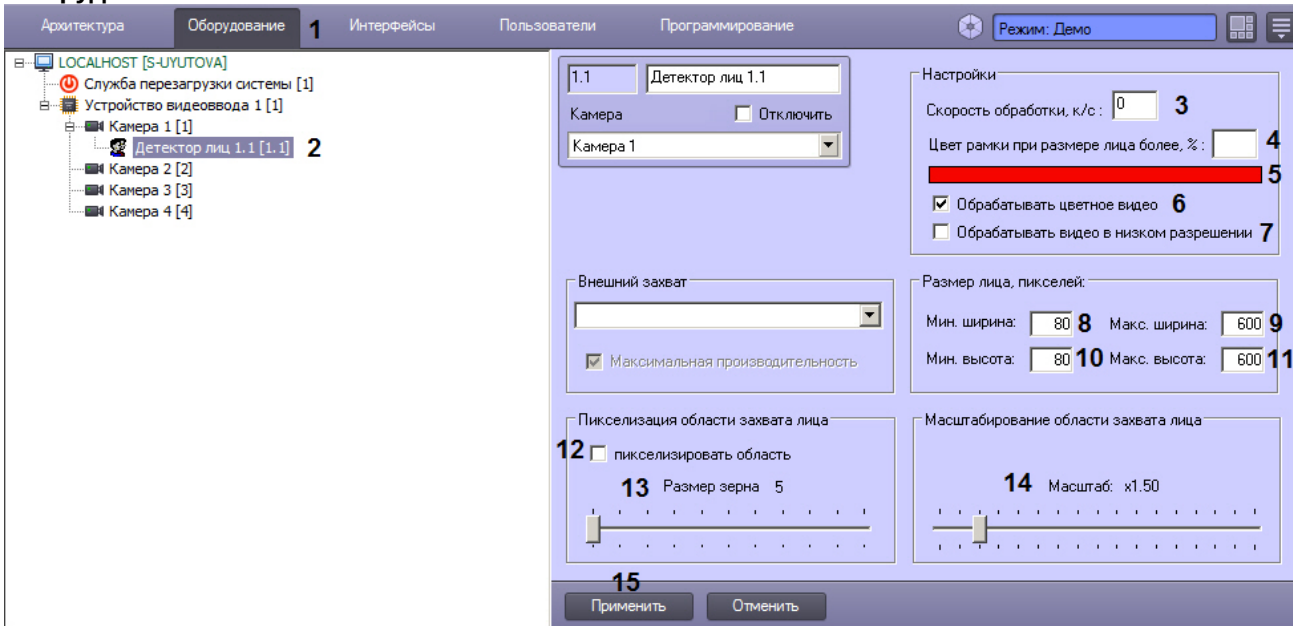 Архитектура Оборудование 1 Интерфейсы Пользователи Программирование Режим: Демо
LOCALHOST [S-UYUTOVA]
Служба перезагрузки системы [1]
Устройство видеоввода 1 [1]
Камера 1 [1]
Детектор лиц 1.1 [1.1] 2
Камера 2 [2]
Камера 3 [3]
Камера 4 [4]
1.1 Детектор лиц 1.1
Камера Отключить
Камера 1
Настройки
Скорость обработки, к/с : 0 3
Цвет рамки при размере лица более, % : 4
5
Обрабатывать цветное видео 6
Обрабатывать видео в низком разрешении 7
Внешний захват
Максимальная производительность
Размер лица, пикселей:
Мин. ширина: 80 8 Макс. ширина: 600 9
Мин. высота: 80 10 Макс. высота: 600 11
Пикселизация области захвата лица
12 пикселизировать область
13 Размер зерна 5
Масштабирование области захвата лица
14 Масштаб: x1.50
15
Применить Отменить